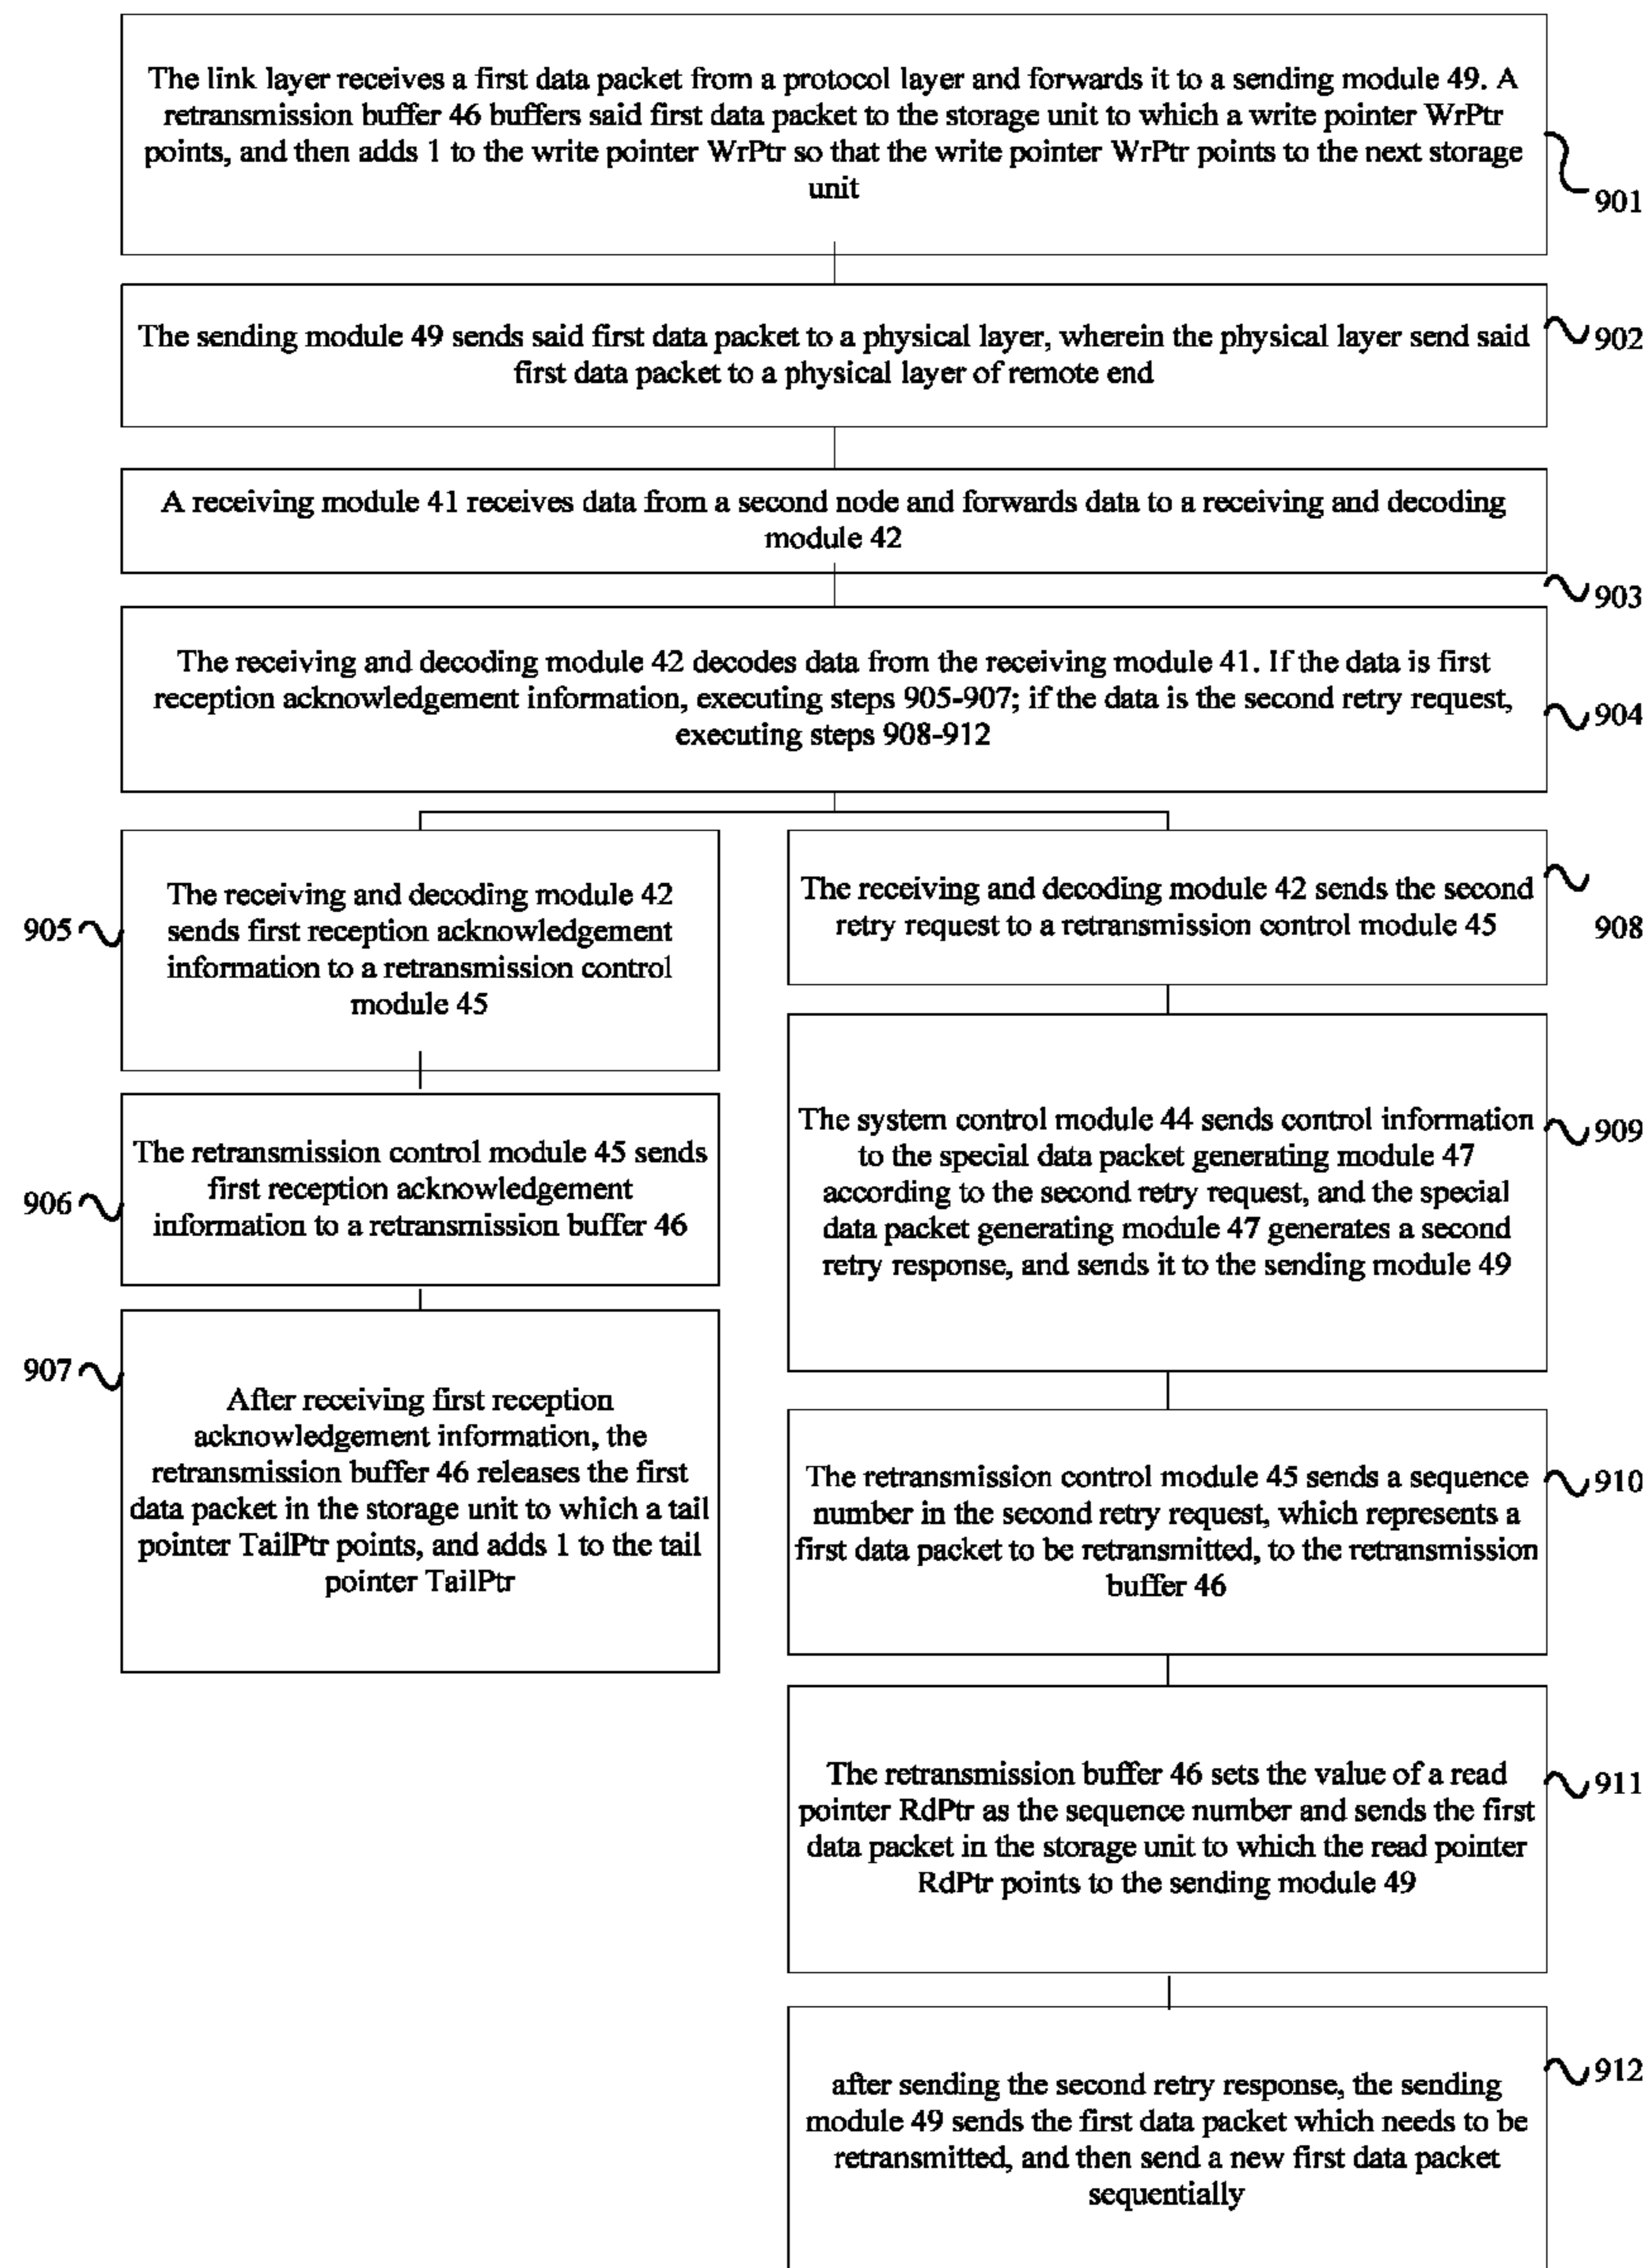 The link layer receives a first data packet from a protocol layer and forwards it to a sending module 49. A
retransmission buffer 46 buffers said first data packet to the storage unit to which a write pointer WrPtr
points, and then adds 1 to the write pointer WrPtr so that the write pointer WrPtr points to the next storage
unit
901
The sending module 49 sends said first data packet to a physical layer, wherein the physical layer send said
first data packet to a physical layer of remote end
902
A receiving module 41 receives data from a second node and forwards data to a receiving and decoding
module 42
903
The receiving and decoding module 42 decodes data from the receiving module 41. If the data is first
reception acknowledgement information, executing steps 905-907; if the data is the second retry request,
executing steps 908-912
904
905
The receiving and decoding module 42
sends first reception acknowledgement
information to a retransmission control
module 45
906
The retransmission control module 45 sends
first reception acknowledgement
information to a retransmission buffer 46
907
After receiving first reception
acknowledgement information, the
retransmission buffer 46 releases the first
data packet in the storage unit to which a tail
pointer TailPtr points, and adds 1 to the tail
pointer TailPtr
The receiving and decoding module 42 sends the second
retry request to a retransmission control module 45
908
The system control module 44 sends control information
to the special data packet generating module 47
according to the second retry request, and the special
data packet generating module 47 generates a second
retry response, and sends it to the sending module 49
909
The retransmission control module 45 sends a sequence
number in the second retry request, which represents a
first data packet to be retransmitted, to the retransmission
buffer 46
910
The retransmission buffer 46 sets the value of a read
pointer RdPtr as the sequence number and sends the first
data packet in the storage unit to which the read pointer
RdPtr points to the sending module 49
911
after sending the second retry response, the sending
module 49 sends the first data packet which needs to be
retransmitted, and then send a new first data packet
sequentially
912